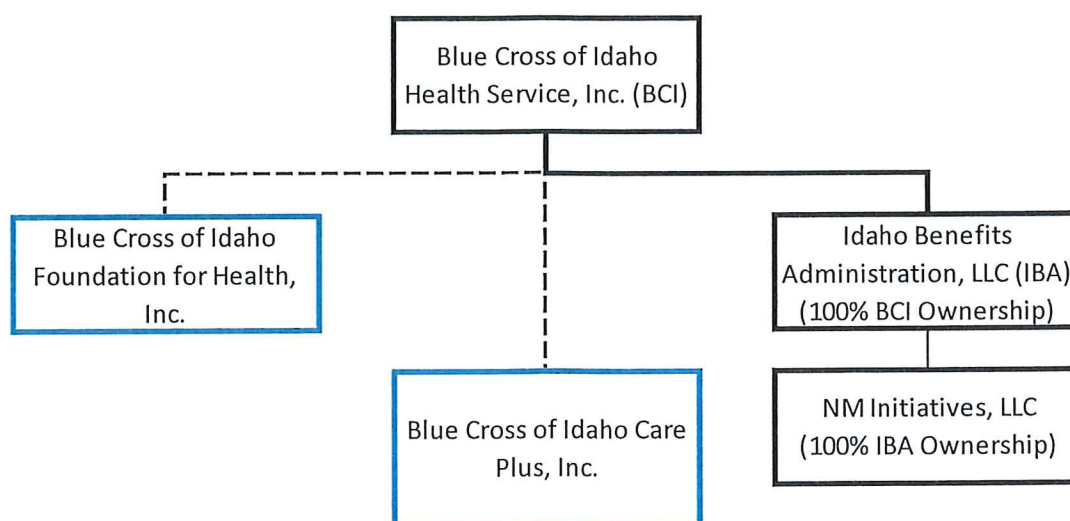 Blue Cross of Idaho
Health Service, Inc. (BCI)
Blue Cross of Idaho
Foundation for Health,
Inc.
Idaho Benefits
Administration, LLC (IBA)
(100% BCI Ownership)
Blue Cross of Idaho Care
Plus, Inc.
NM Initiatives, LLC
(100% IBA Ownership)